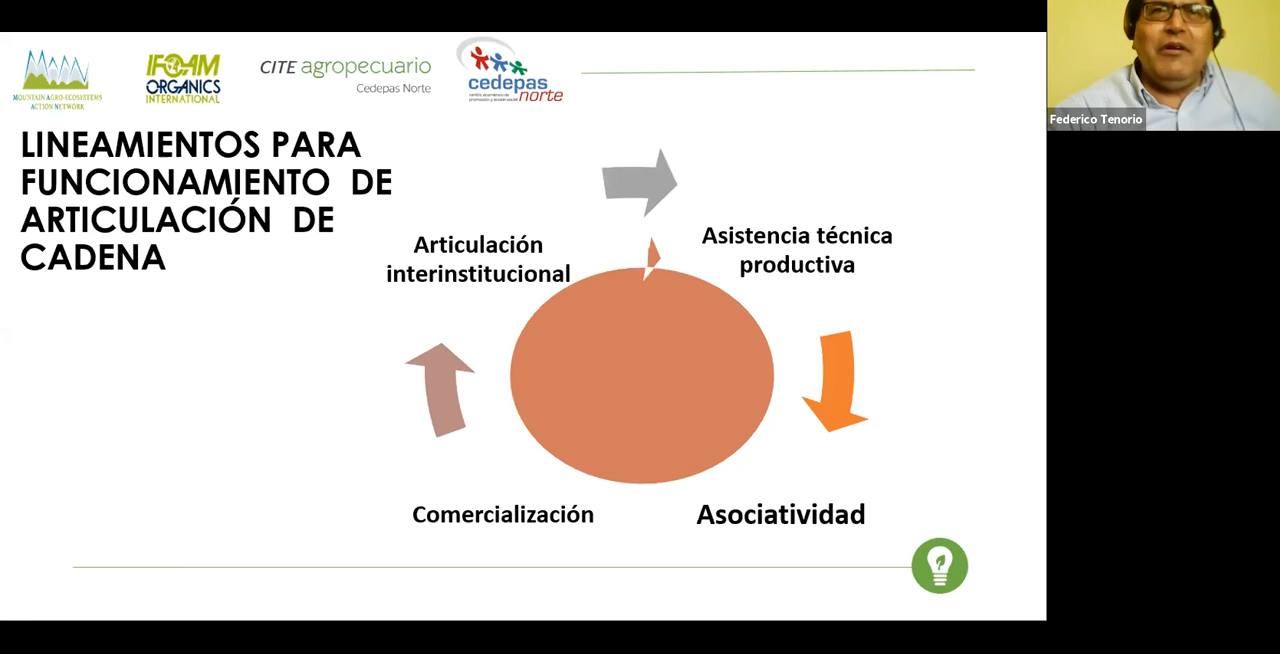 MOUNTAIN AGRO-ECOSYSTEMS
ACTION NETWORK
IFOAM
ORGANICS
INTERNATIONAL
CITE agropecuario
Cedepas Norte
cedepas
norte
Federico Tenorio
LINEAMIENTOS PARA
FUNCIONAMIENTO DE
ARTICULACIÓN DE
CADENA
Articulación
interinstitucional
Asistencia técnica
productiva
Comercialización
Asociatividad